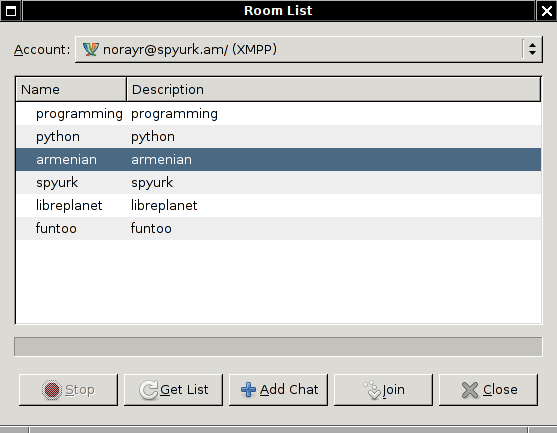 Room List
Account: norayr@spyurk.am/ (XMPP)
Name Description
programming programming
python python
armenian armenian
spyurk spyurk
libreplanet libreplanet
funtoo funtoo
Stop Get List Add Chat Join Close